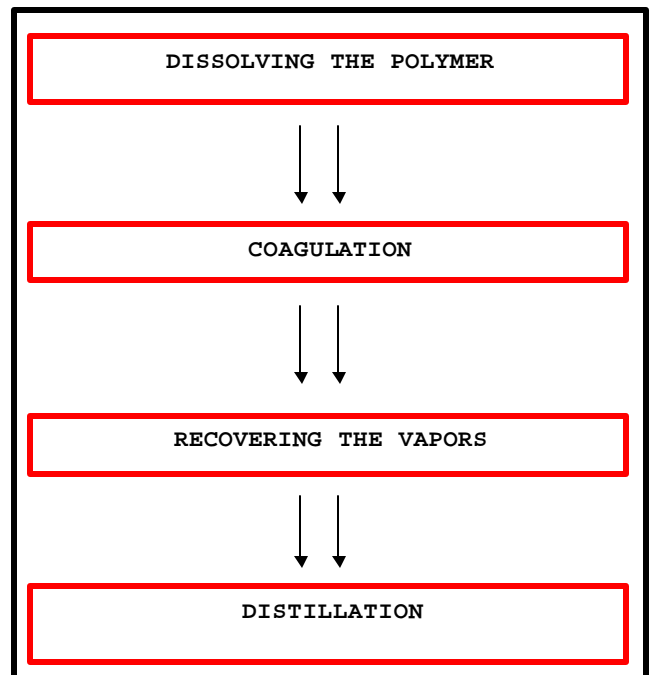 DISSOLVING THE POLYMER
COAGULATION
RECOVERING THE VAPORS
DISTILLATION